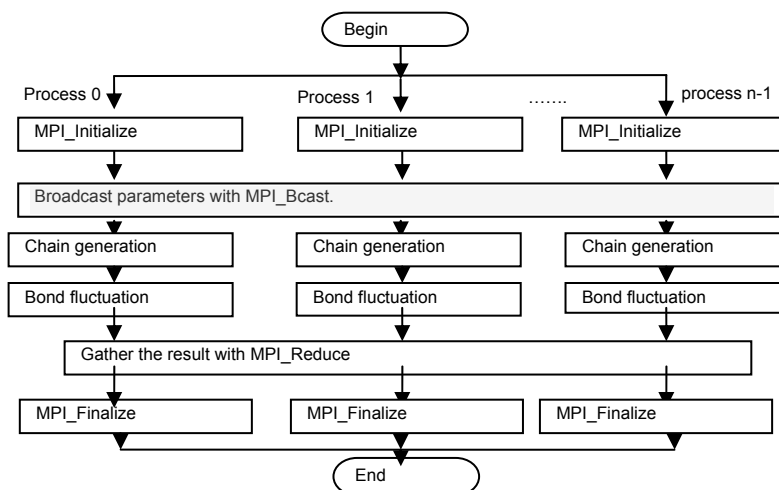 Begin
Process 0
Process 1
…….
process n-1
MPI_Initialize
MPI_Initialize
MPI_Initialize
Broadcast parameters with MPI_Bcast.
Chain generation
Chain generation
Chain generation
Bond fluctuation
Bond fluctuation
Bond fluctuation
Gather the result with MPI_Reduce
MPI_Finalize
MPI_Finalize
MPI_Finalize
End